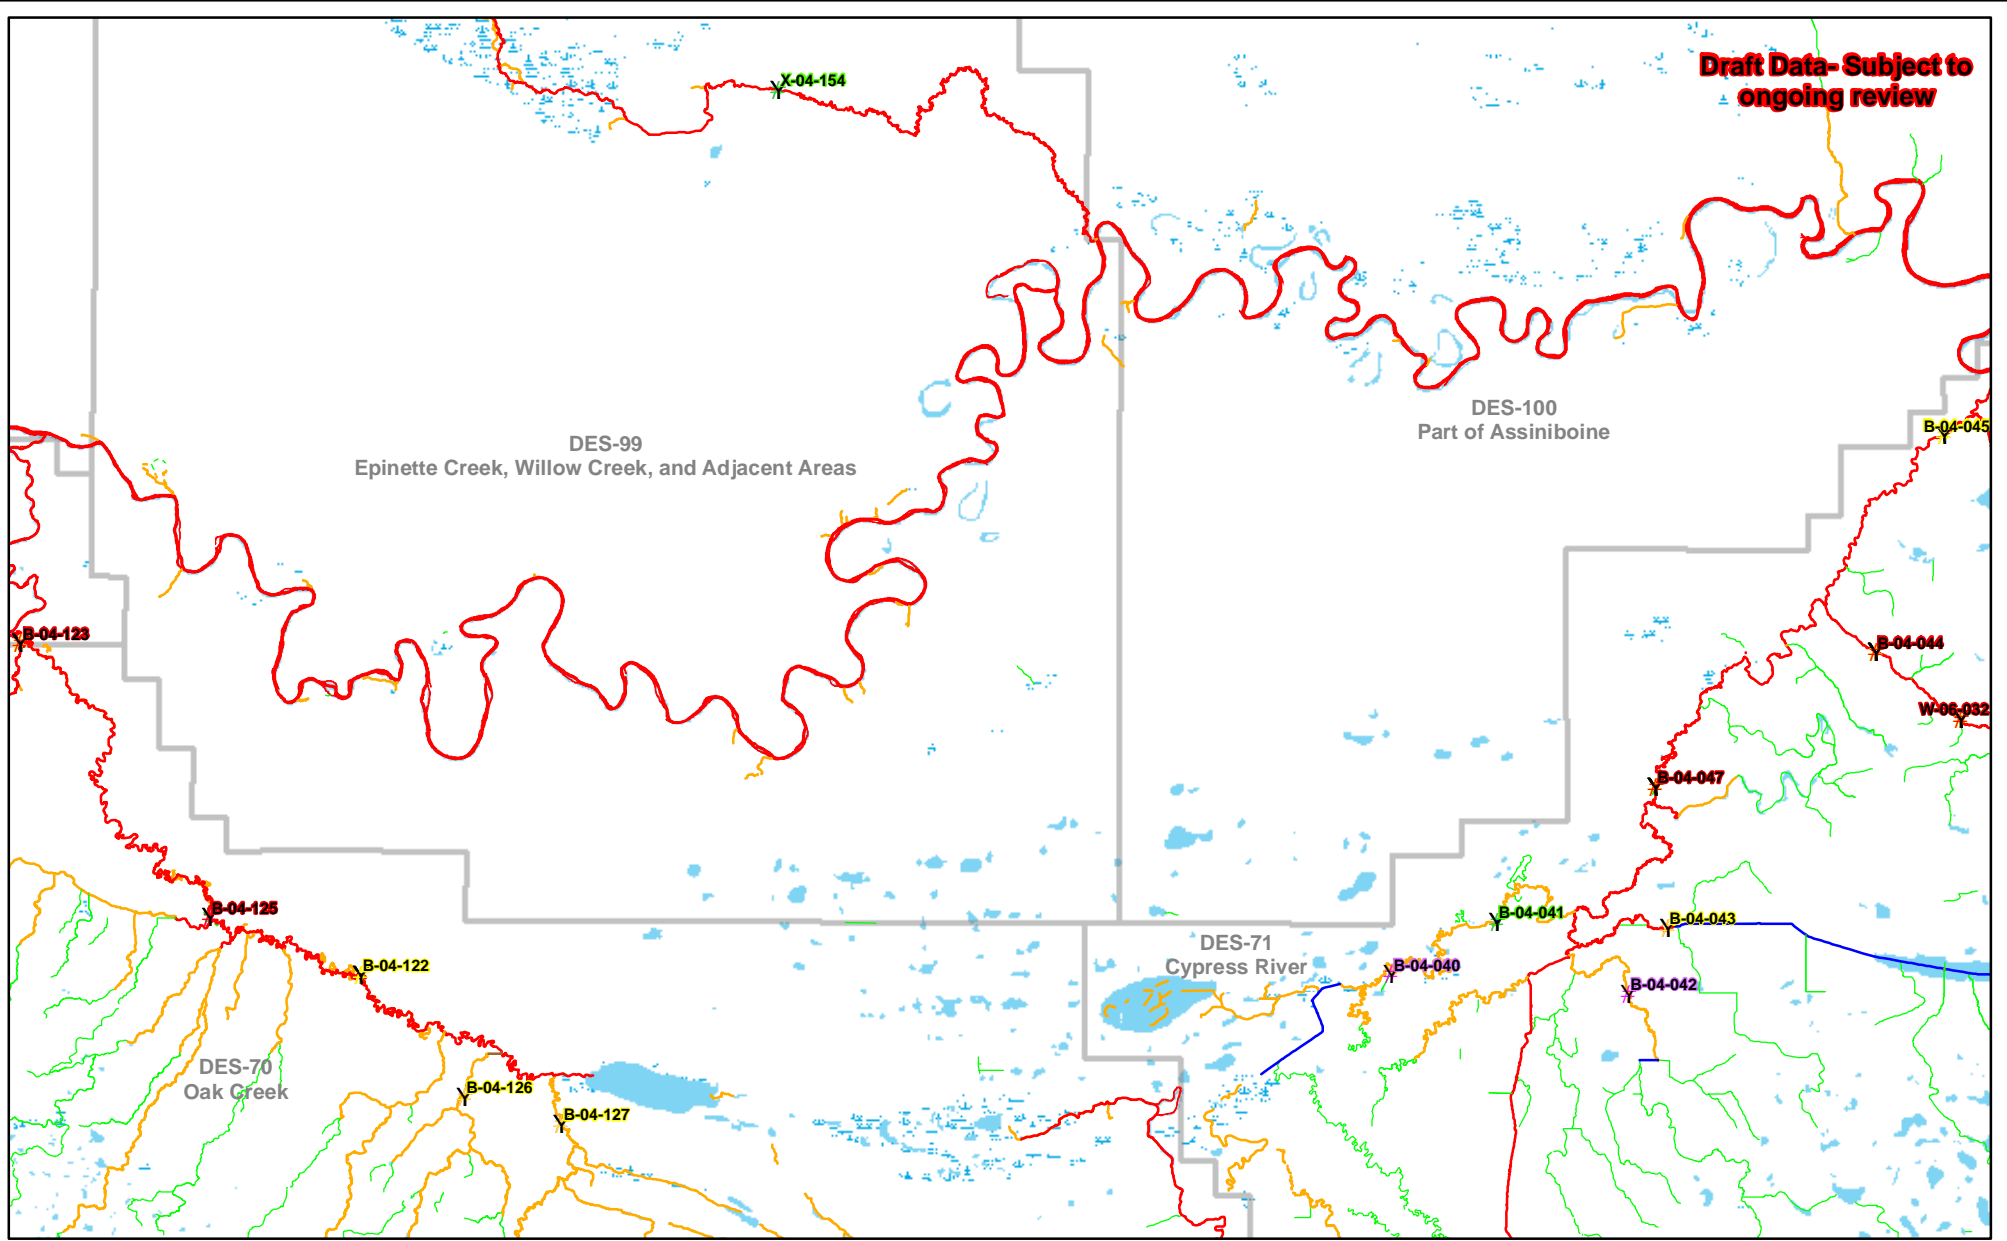 X-04-154
Draft Data- Subject to
ongoing review
DES-100
Part of Assiniboine
B-04-045
DES-99
Epinette Creek, Willow Creek, and Adjacent Areas
B-04-123
B-04-044
W-06-032
B-04-047
B-04-125
B-04-041
B-04-043
DES-71
Cypress River
B-04-122
B-04-040
B-04-042
DES-70
Oak Creek
B-04-126
B-04-127